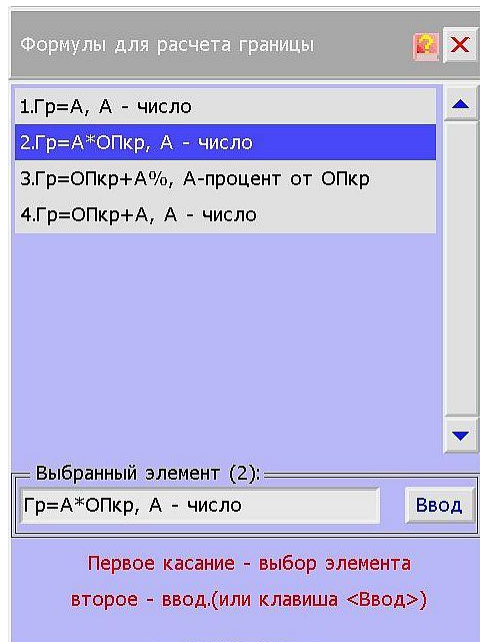 Формулы для расчета границы
1.Гр=А, А - число
2.Гр=А*ОПкр, А - число
3.Гр=ОПкр+А%, А-процент от ОПкр
4.Гр=ОПкр+А, А - число
Выбранный элемент (2):
Гр=А*ОПкр, А - число
Ввод
Первое касание - выбор элемента
второе - ввод.(или клавиша <Ввод>)